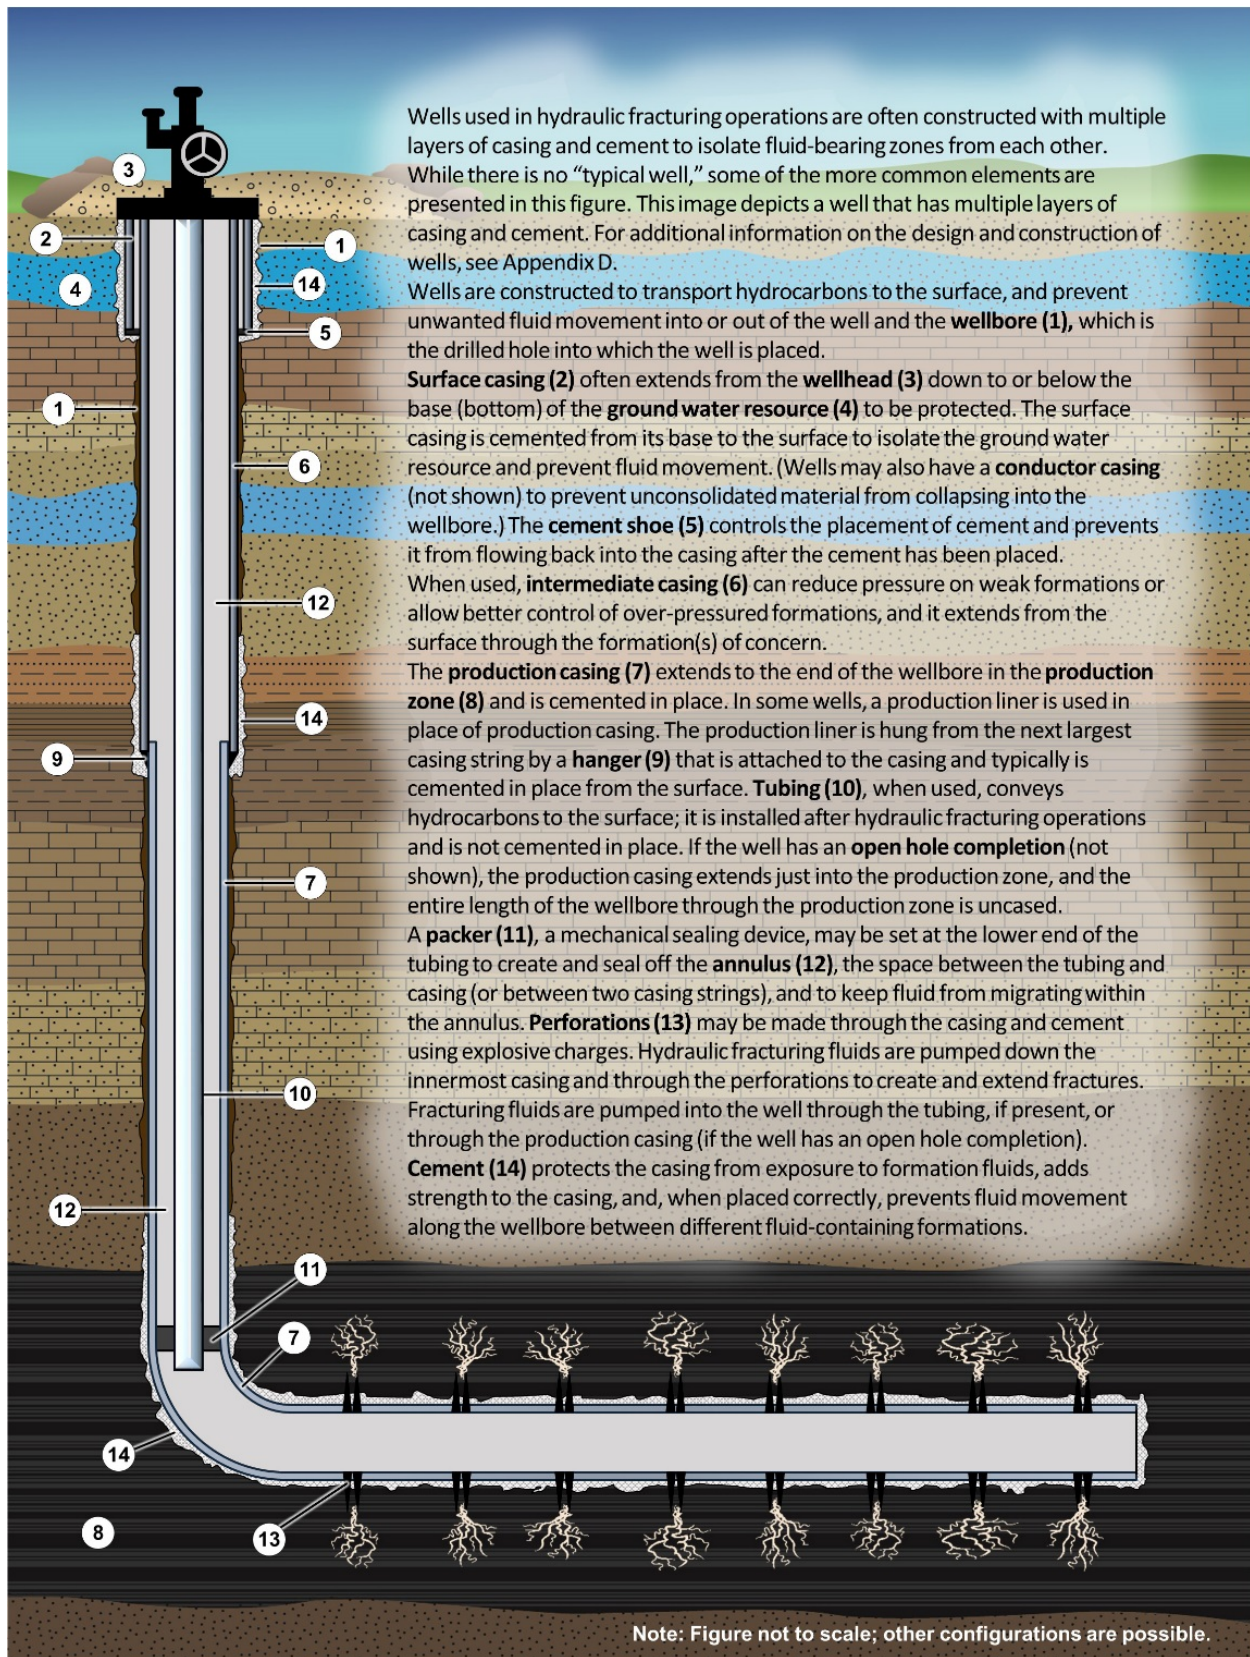 Wells used in hydraulic fracturing operations are often constructed with multiple
layers of casing and cement to isolate fluid-bearing zones from each other.
While there is no “typical well,” some of the more common elements are
presented in this figure. This image depicts a well that has multiple layers of
casing and cement. For additional information on the design and construction of
wells, see Appendix D.
Wells are constructed to transport hydrocarbons to the surface, and prevent
unwanted fluid movement into or out of the well and the wellbore (1), which is
the drilled hole into which the well is placed.
Surface casing (2) often extends from the wellhead (3) down to or below the
base (bottom) of the ground water resource (4) to be protected. The surface
casing is cemented from its base to the surface to isolate the ground water
resource and prevent fluid movement. (Wells may also have a conductor casing
(not shown) to prevent unconsolidated material from collapsing into the
wellbore.) The cement shoe (5) controls the placement of cement and prevents
it from flowing back into the casing after the cement has been placed.
When used, intermediate casing (6) can reduce pressure on weak formations or
allow better control of over-pressured formations, and it extends from the
surface through the formation(s) of concern.
The production casing (7) extends to the end of the wellbore in the production
zone (8) and is cemented in place. In some wells, a production liner is used in
place of production casing. The production liner is hung from the next largest
casing string by a hanger (9) that is attached to the casing and typically is
cemented in place from the surface. Tubing (10), when used, conveys
hydrocarbons to the surface; it is installed after hydraulic fracturing operations
and is not cemented in place. If the well has an open hole completion (not
shown), the production casing extends just into the production zone, and the
entire length of the wellbore through the production zone is uncased.
A packer (11), a mechanical sealing device, may be set at the lower end of the
tubing to create and seal off the annulus (12), the space between the tubing and
casing (or between two casing strings), and to keep fluid from migrating within
the annulus. Perforations (13) may be made through the casing and cement
using explosive charges. Hydraulic fracturing fluids are pumped down the
innermost casing and through the perforations to create and extend fractures.
Fracturing fluids are pumped into the well through the tubing, if present, or
through the production casing (if the well has an open hole completion).
Cement (14) protects the casing from exposure to formation fluids, adds
strength to the casing, and, when placed correctly, prevents fluid movement
along the wellbore between different fluid-containing formations.
3
2
1
4
14
5
1
6
12
14
9
7
10
12
11
7
14
8
13
Note: Figure not to scale; other configurations are possible.